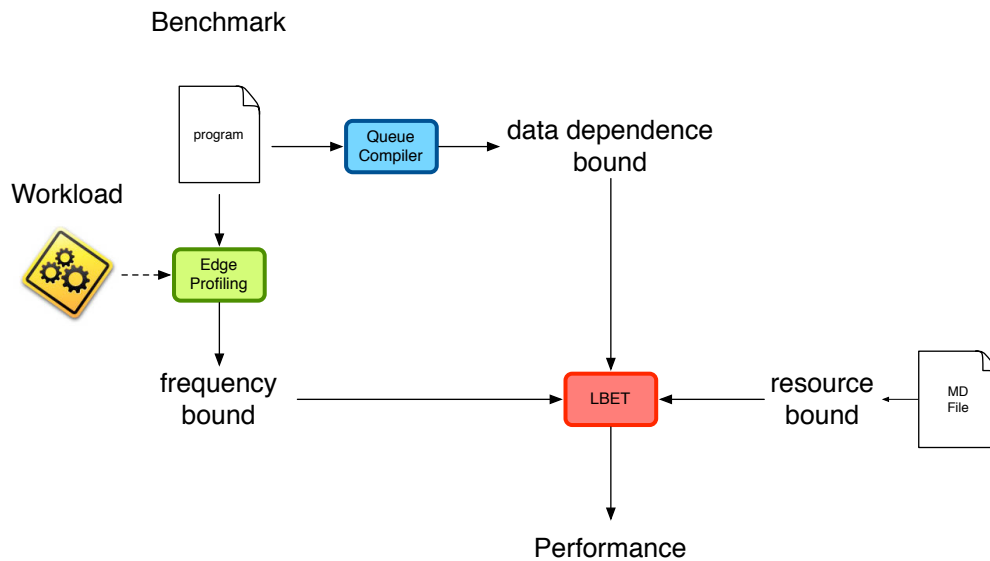 Benchmark
program
Queue
Compiler
data dependence
bound
Workload
Edge
Profiling
frequency
bound
LBET
resource
bound
MD
File
Performance